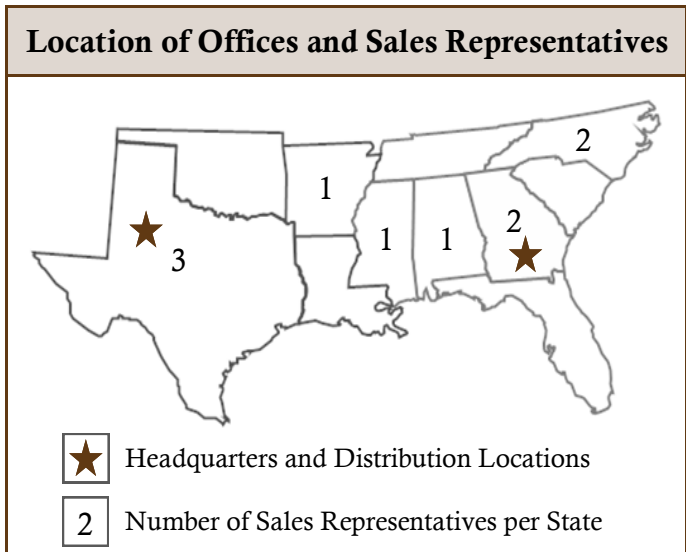 Location of Offices and Sales Representatives
2
1
2
1
1
3
Headquarters and Distribution Locations
2
Number of Sales Representatives per State